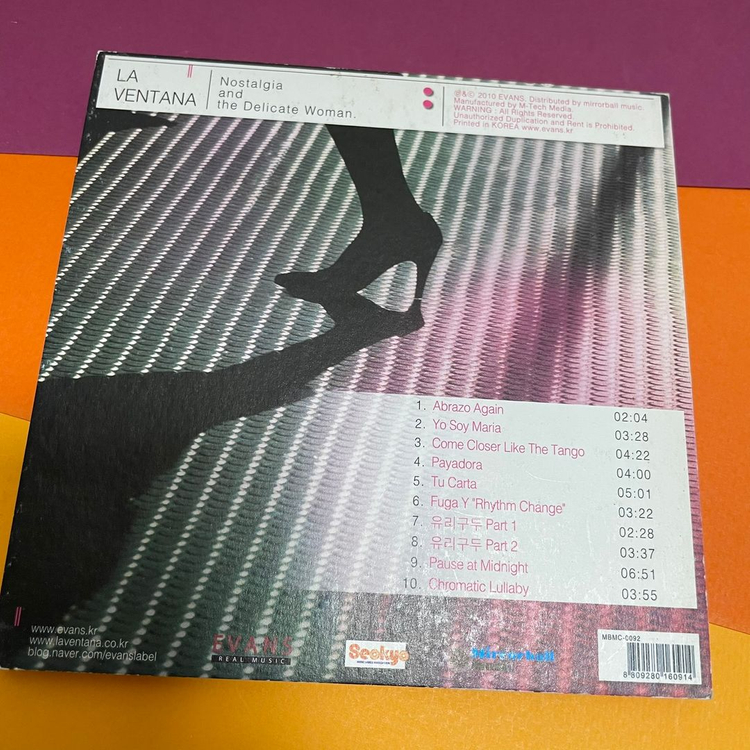 LA
VENTANA
Nostalgia
and
the Delicate Woman.
℗&© 2010 EVANS. Distributed by mirrorball music.
Manufactured by M-Tech Media.
WARNING : All Rights Reserved.
Unauthorized Duplication and Rent is Prohibited.
Printed in KOREA www.evans.kr
1. Abrazo Again 02:04
2. Yo Soy Maria 03:28
3. Come Closer Like The Tango 04:22
4. Payadora 04:00
5. Tu Carta 05:01
6. Fuga Y "Rhythm Change" 03:22
7. 유리구두 Part 1 02:28
8. 유리구두 Part 2 03:37
9. Pause at Midnight 06:51
10. Chromatic Lullaby 03:55
www.evans.kr
www.laventana.co.kr
blog.naver.com/evanslabel
EVANS
REAL MUSIC
Seokyo
MBMC-0092
8 809280 160914